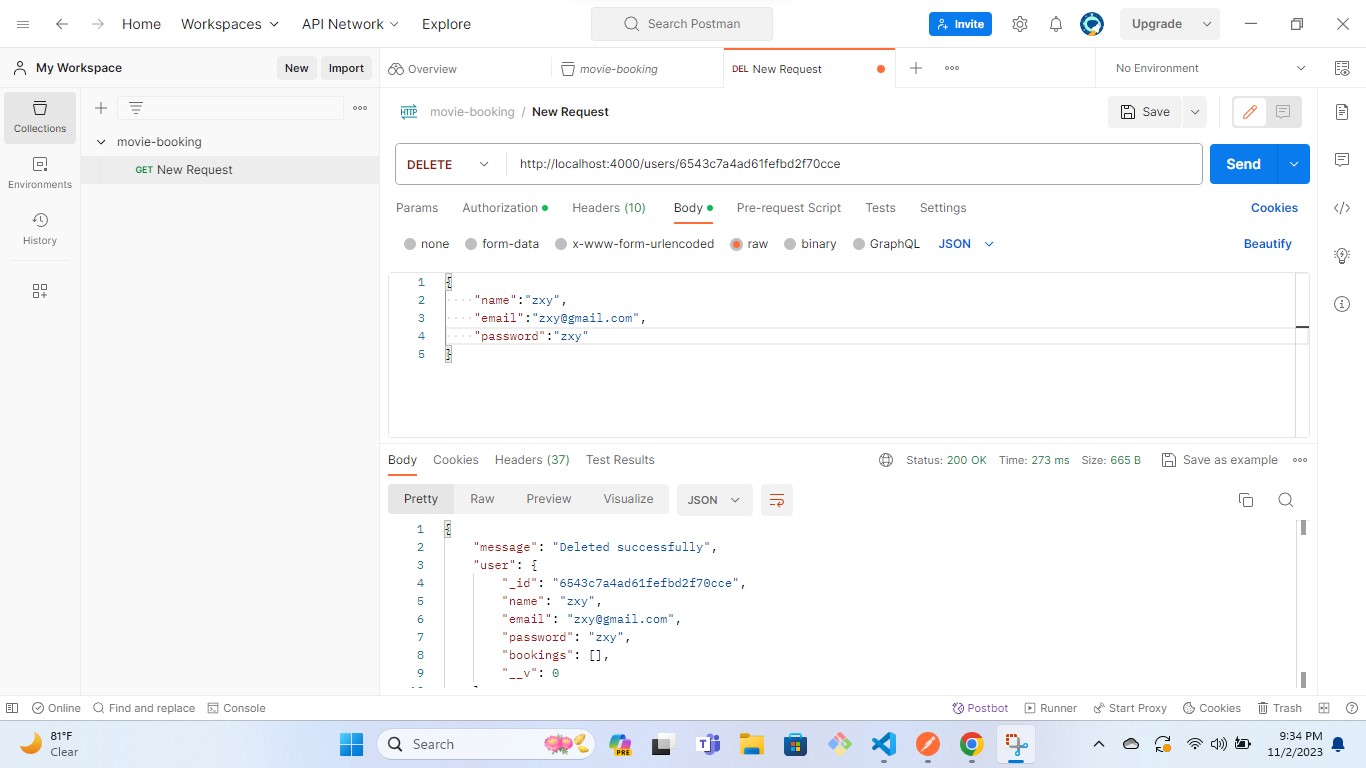 Home Workspaces API Network Explore Search Postman Invite Upgrade
My Workspace New Import Overview movie-booking DEL New Request No Environment
Collections
Environments
History
movie-booking
GET New Request
HTTP movie-booking / New Request Save
DELETE http://localhost:4000/users/6543c7a4ad61fefbd2f70cce Send
Params Authorization Headers (10) Body Pre-request Script Tests Settings Cookies
none form-data x-www-form-urlencoded raw binary GraphQL JSON Beautify
1 {
2 "name":"zxy",
3 "email":"zxy@gmail.com",
4 "password":"zxy"
5 }
Body Cookies Headers (37) Test Results Status: 200 OK Time: 273 ms Size: 665 B Save as example
Pretty Raw Preview Visualize JSON
1 {
2 "message": "Deleted successfully",
3 "user": {
4 "_id": "6543c7a4ad61fefbd2f70cce",
5 "name": "zxy",
6 "email": "zxy@gmail.com",
7 "password": "zxy",
8 "bookings": [],
9 "__v": 0
Online Find and replace Console Postbot Runner Start Proxy Cookies Trash
81°F
Clear
Search
PRE
9:34 PM
11/2/2023